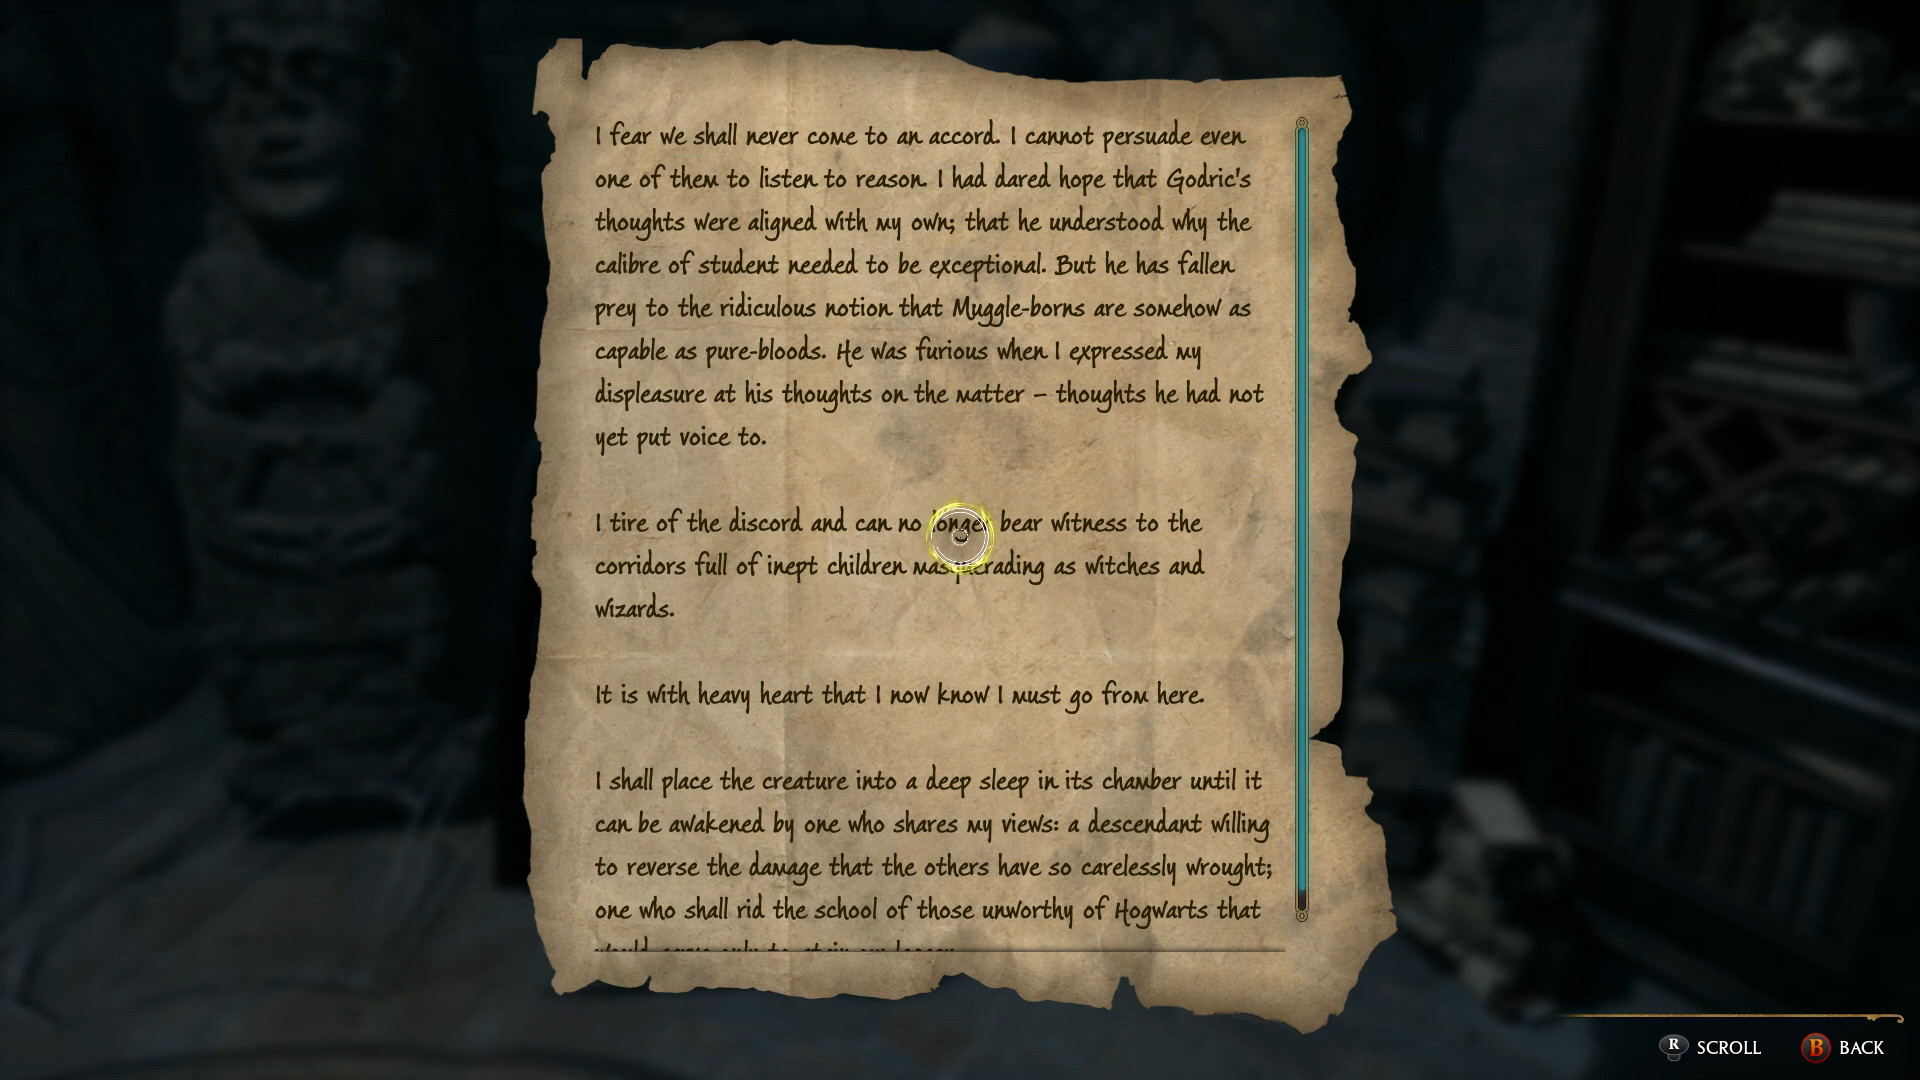 I fear we shall never come to an accord. I cannot persuade even
one of them to listen to reason. I had dared hope that Godric's
thoughts were aligned with my own; that he understood why the
calibre of student needed to be exceptional. But he has fallen
prey to the ridiculous notion that Muggle-borns are somehow as
capable as pure-bloods. He was furious when I expressed my
displeasure at his thoughts on the matter – thoughts he had not
yet put voice to.
I tire of the discord and can no longer bear witness to the
corridors full of inept children masquerading as witches and
wizards.
It is with heavy heart that I now know I must go from here.
I shall place the creature into a deep sleep in its chamber until it
can be awakened by one who shares my views: a descendant willing
to reverse the damage that the others have so carelessly wrought;
one who shall rid the school of those unworthy of Hogwarts that
R SCROLL B BACK